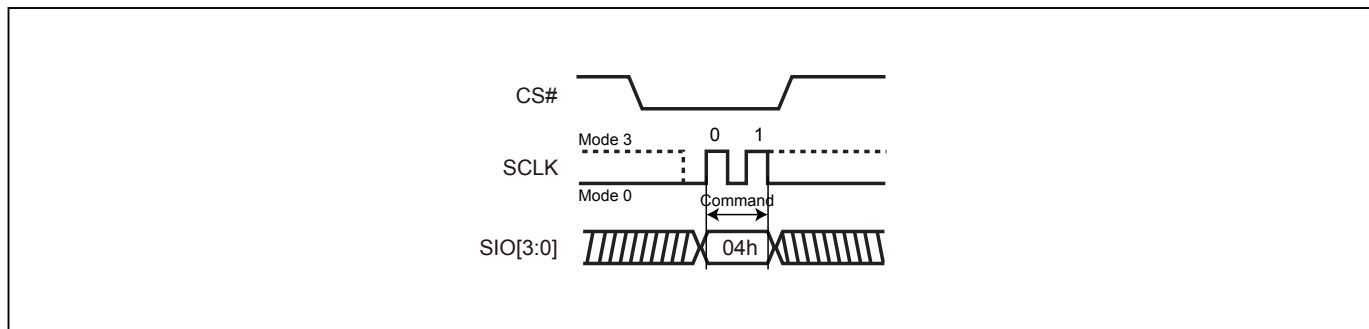 CS#
Mode 3
0 1
SCLK
Mode 0
Command
SIO[3:0]
04h